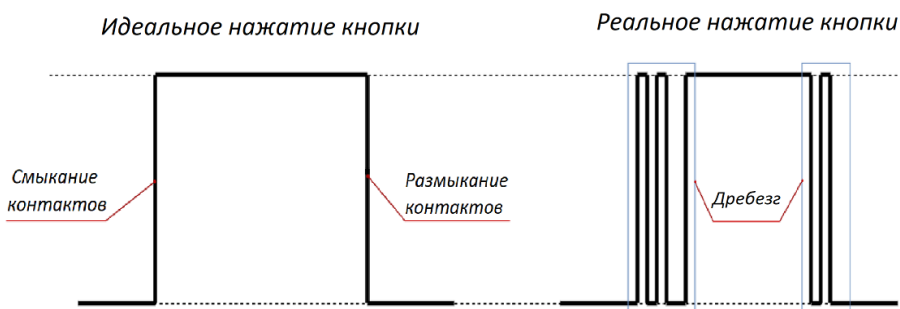 Идеальное нажатие кнопки
Реальное нажатие кнопки
Смыкание
контактов
Размыкание
контактов
Дребезг